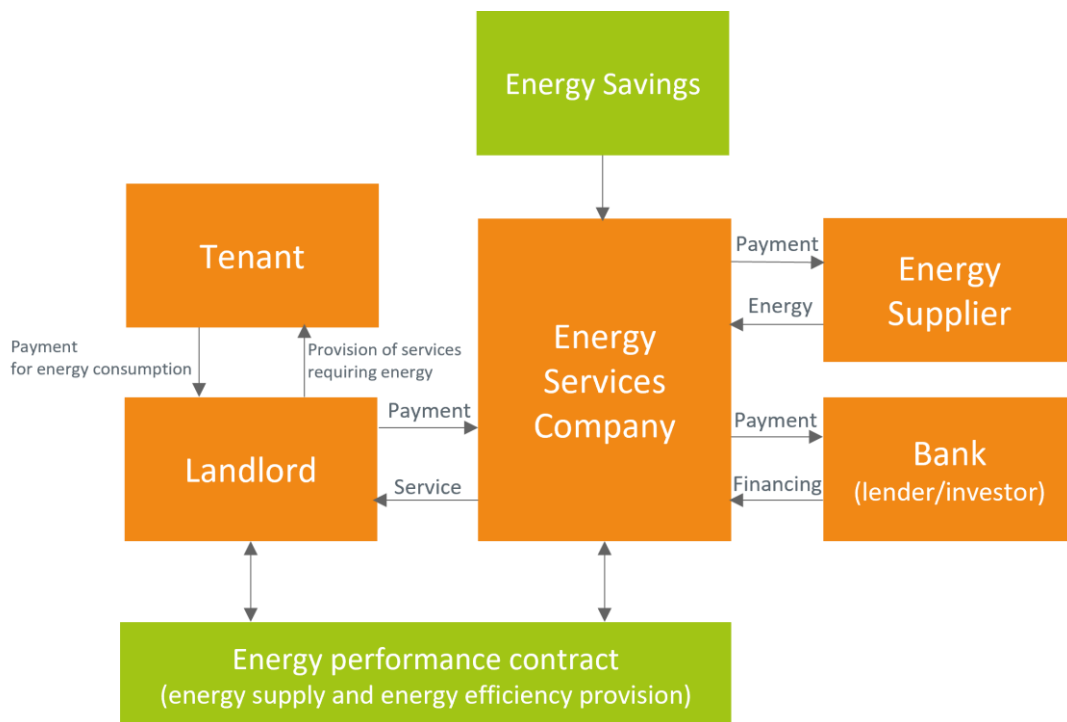 Energy Savings
Tenant
Payment
for energy consumption
Provision of services
requiring energy
Landlord
Payment
Service
Energy
Services
Company
Payment
Energy
Energy
Supplier
Payment
Financing
Bank
(lender/investor)
Energy performance contract
(energy supply and energy efficiency provision)